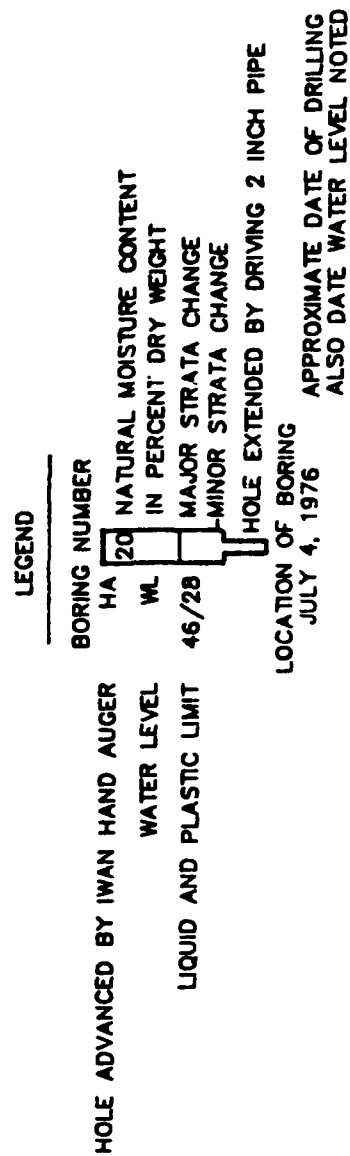 LEGEND
BORING NUMBER
HOLE ADVANCED BY IWAN HAND AUGER HA 20 NATURAL MOISTURE CONTENT
WATER LEVEL WL IN PERCENT DRY WEIGHT
LIQUID AND PLASTIC LIMIT 46/28 MAJOR STRATA CHANGE
MINOR STRATA CHANGE
HOLE EXTENDED BY DRIVING 2 INCH PIPE
LOCATION OF BORING
JULY 4, 1976 APPROXIMATE DATE OF DRILLING
ALSO DATE WATER LEVEL NOTED